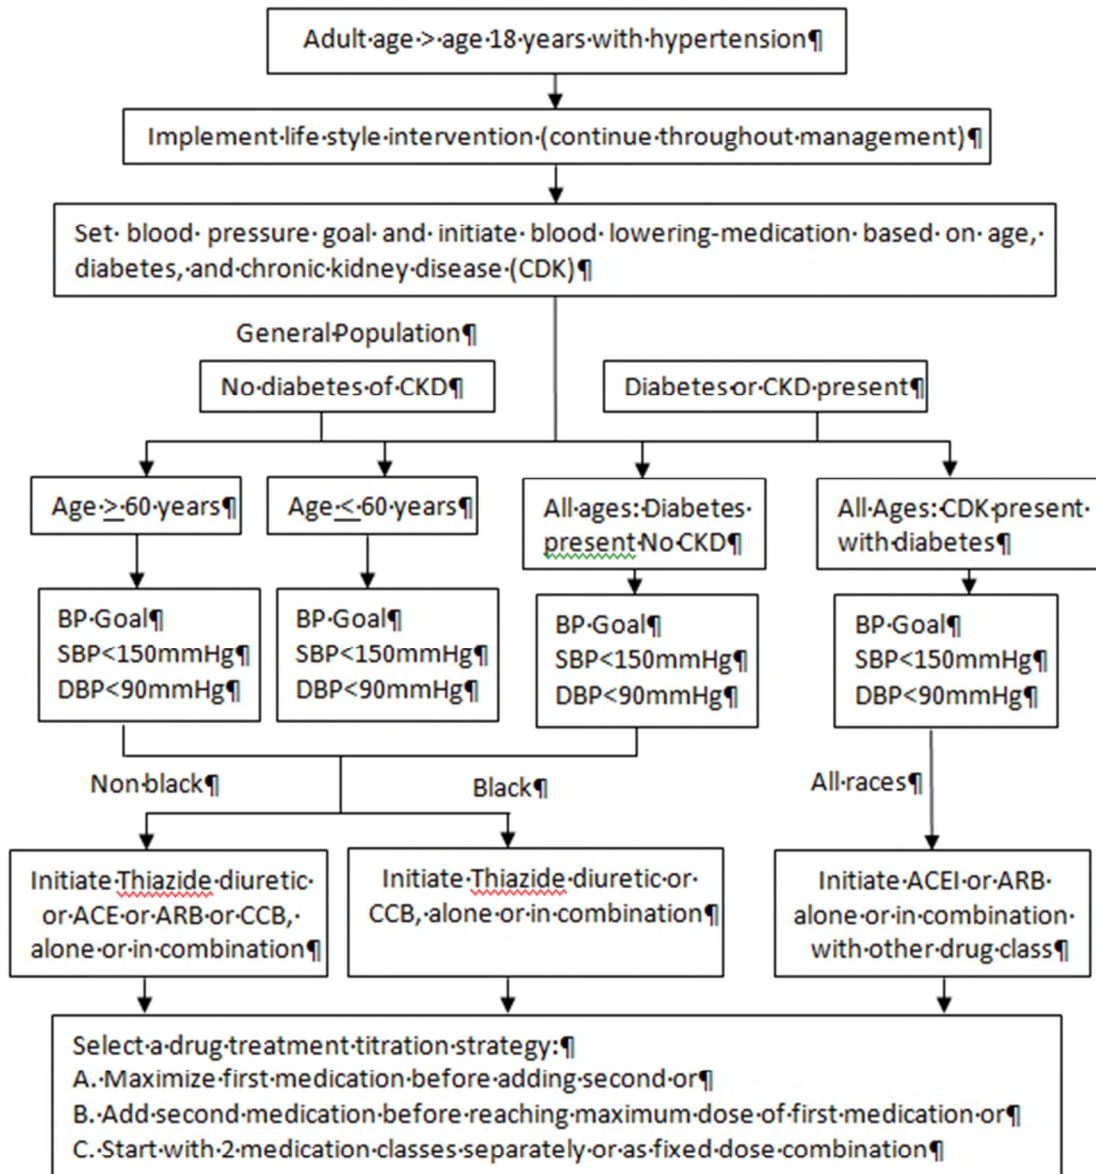 Adult·age·>·age·18·years·with·hypertension¶
Implement·life·style·intervention·(continue·throughout·management)¶
Set· blood· pressure· goal· and· initiate· blood· lowering-medication· based· on· age,·
diabetes,·and·chronic·kidney·disease·(CDK)¶
General·Population¶
No·diabetes·of·CKD¶
Diabetes·or·CKD·present¶
Age·>·60·years¶
Age·<·60·years¶
All·ages:·Diabetes·
present·No·CKD¶
All·Ages:·CDK·present·
with·diabetes¶
BP·Goal¶
SBP<150mmHg¶
DBP<90mmHg¶
BP·Goal¶
SBP<150mmHg¶
DBP<90mmHg¶
BP·Goal¶
SBP<150mmHg¶
DBP<90mmHg¶
BP·Goal¶
SBP<150mmHg¶
DBP<90mmHg¶
Non·black¶
Black¶
All·races¶
Initiate·Thiazide·diuretic·
or·ACE·or·ARB·or·CCB,·
alone·or·in·combination¶
Initiate·Thiazide·diuretic·or·
CCB,·alone·or·in·combination¶
Initiate·ACEI·or·ARB·
alone·or·in·combination·
with·other·drug·class¶
Select·a·drug·treatment·titration·strategy:¶
A.·Maximize·first·medication·before·adding·second·or¶
B.·Add·second·medication·before·reaching·maximum·dose·of·first·medication·or¶
C.·Start·with·2·medication·classes·separately·or·as·fixed·dose·combination¶